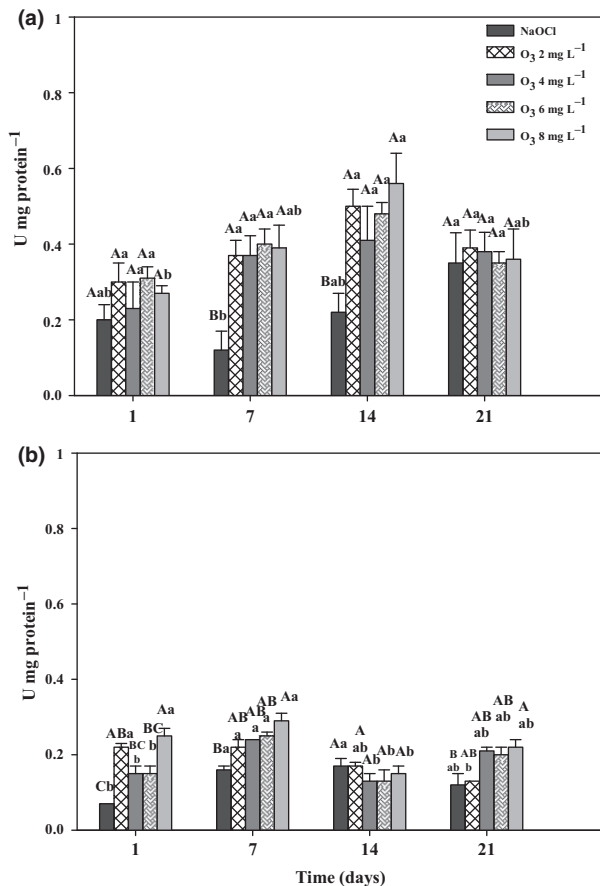 (a)
1
0.8
0.6
0.4
0.2
0.0
U mg protein⁻¹
NaOCl
O₃ 2 mg L⁻¹
O₃ 4 mg L⁻¹
O₃ 6 mg L⁻¹
O₃ 8 mg L⁻¹
Aab Aa Aa Aa Ab
Bb Aa Aa Aa Aab
Bab Aa Aa Aa Aa
Aa Aa Aa Aa Aab
1 7 14 21
(b)
1
0.8
0.6
0.4
0.2
0.0
U mg protein⁻¹
Cb ABa BC b BC b Aa
Ba AB a AB a AB a Aa
Aa A ab Ab Ab Ab
B ab AB b AB ab AB ab A ab
1 7 14 21
Time (days)